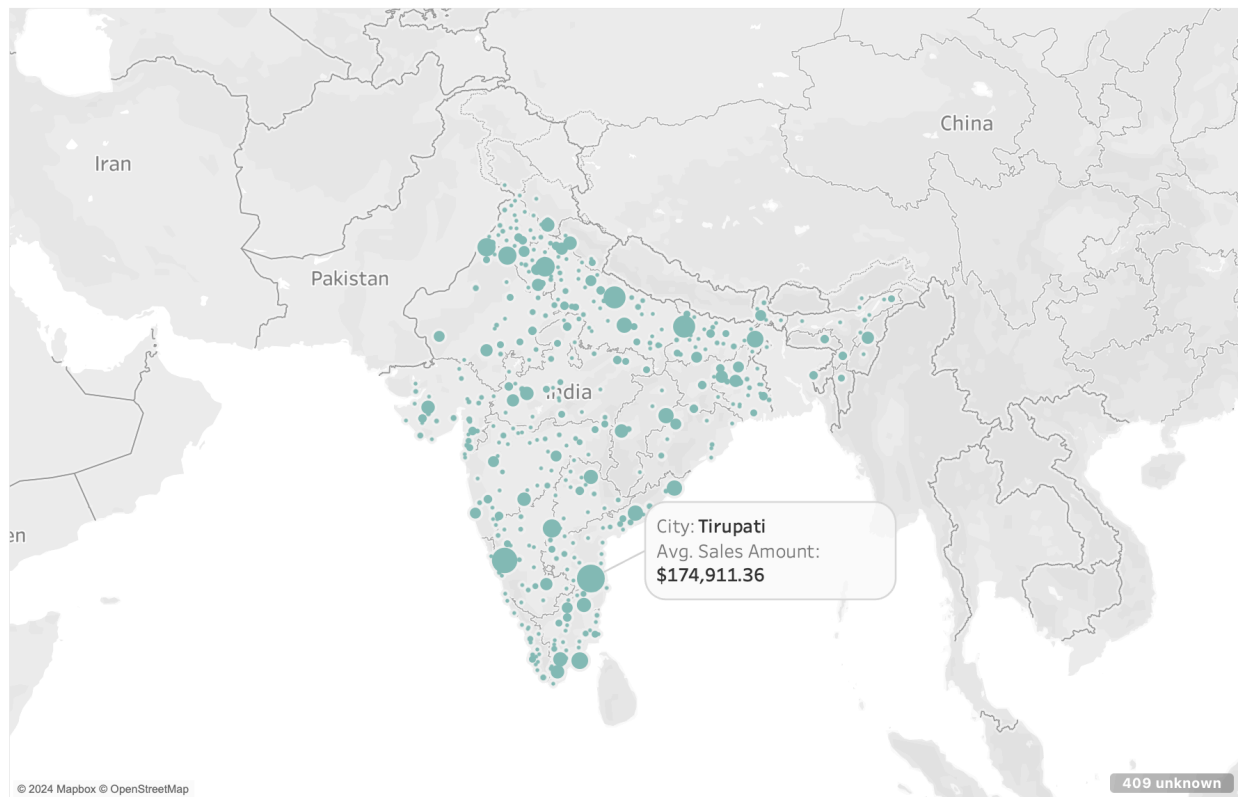 China
Iran
Pakistan
India
City: Tirupati
Avg. Sales Amount:
$174,911.36
en
© 2024 Mapbox © OpenStreetMap
409 unknown